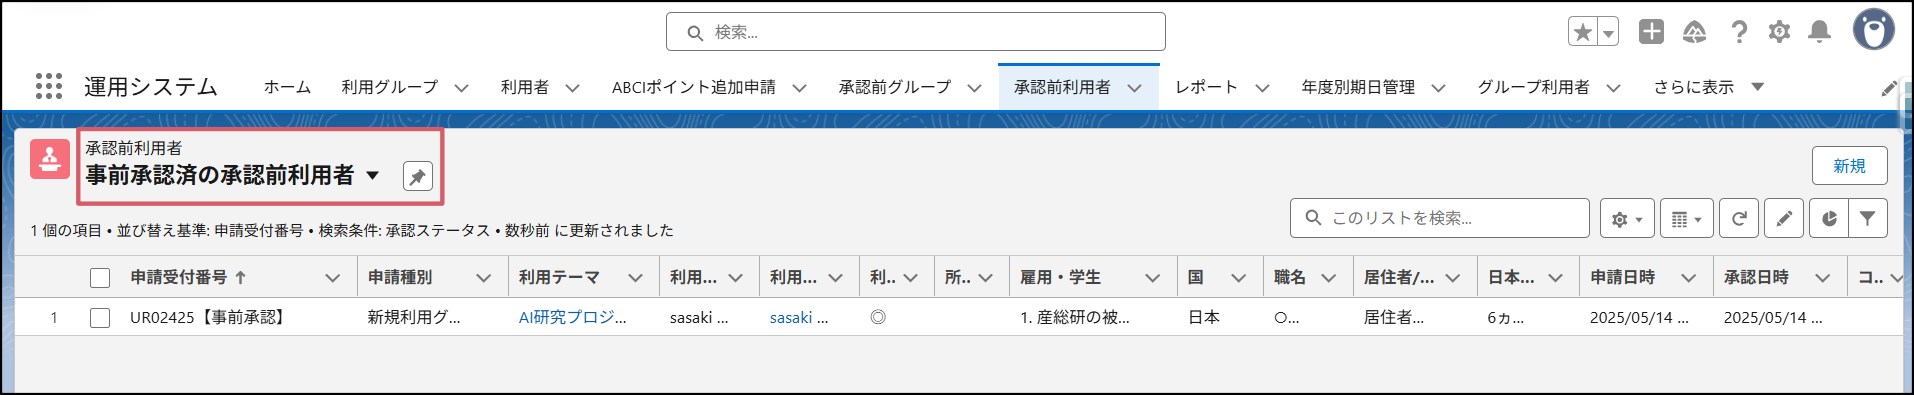 検索...
運用システム ホーム 利用グループ 利用者 ABCIポイント追加申請 承認前グループ 承認前利用者 レポート 年度別期日管理 グループ利用者 さらに表示
承認前利用者
事前承認済の承認前利用者
新規
1 個の項目 • 並び替え基準: 申請受付番号 • 検索条件: 承認ステータス • 数秒前 に更新されました
このリストを検索...
申請受付番号 ↑ 申請種別 利用テーマ 利用... 利用... 利.. 所.. 雇用・学生 国 職名 居住者/... 日本... 申請日時 承認日時 コ..
1 UR02425【事前承認】 新規利用グ... AI研究プロジ... sasaki ... sasaki ... ◎ 1. 産総研の被... 日本 ○... 居住者... 6ヵ... 2025/05/14 ... 2025/05/14 ...